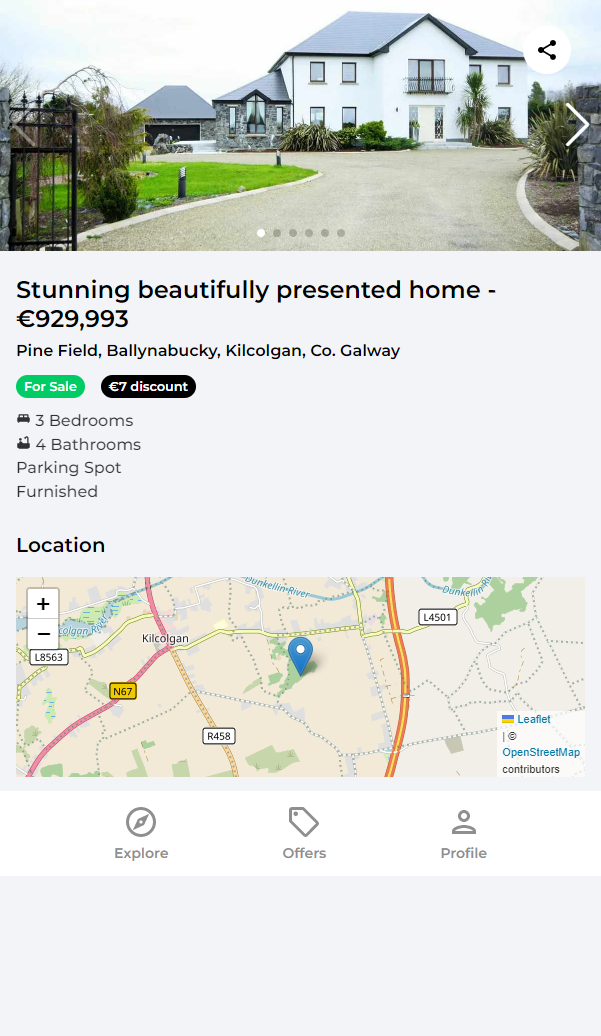 Stunning beautifully presented home -
€929,993
Pine Field, Ballynabucky, Kilcolgan, Co. Galway
For Sale
€7 discount
3 Bedrooms
4 Bathrooms
Parking Spot
Furnished
Location
Dunkellin River
Dunkellin Ri
L4501
+
−
colgan River
Kilcolgan
L8563
N67
R458
Leaflet
| ©
OpenStreetMap
contributors
Explore
Offers
Profile